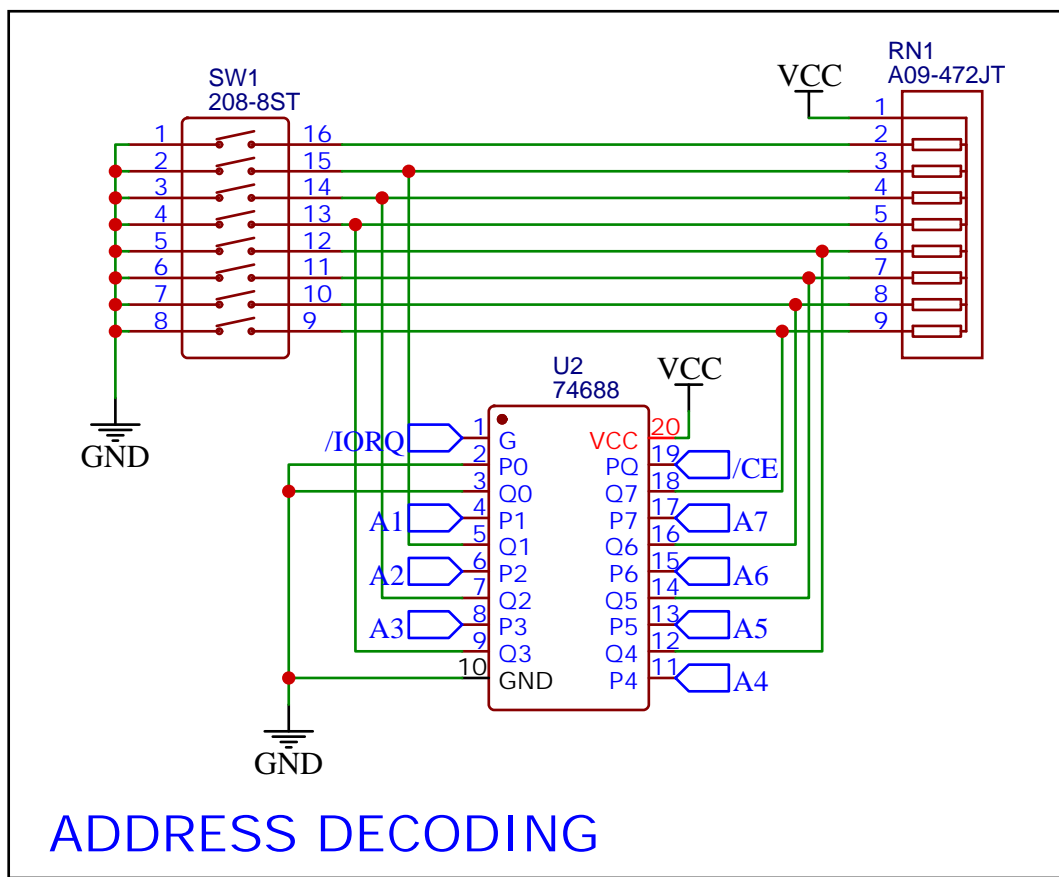 SW1
208-8ST
1
2
3
4
5
6
7
8
16
15
14
13
12
11
10
9
GND
VCC
RN1
A09-472JT
1
2
3
4
5
6
7
8
9
U2
74688
VCC
/IORQ 1 G
2 P0
3 Q0
A1 4 P1
5 Q1
A2 6 P2
7 Q2
A3 8 P3
9 Q3
10 GND
VCC 20
PQ 19 /CE
Q7 18
P7 17 A7
Q6 16
P6 15 A6
Q5 14
P5 13 A5
Q4 12
P4 11 A4
GND
ADDRESS DECODING